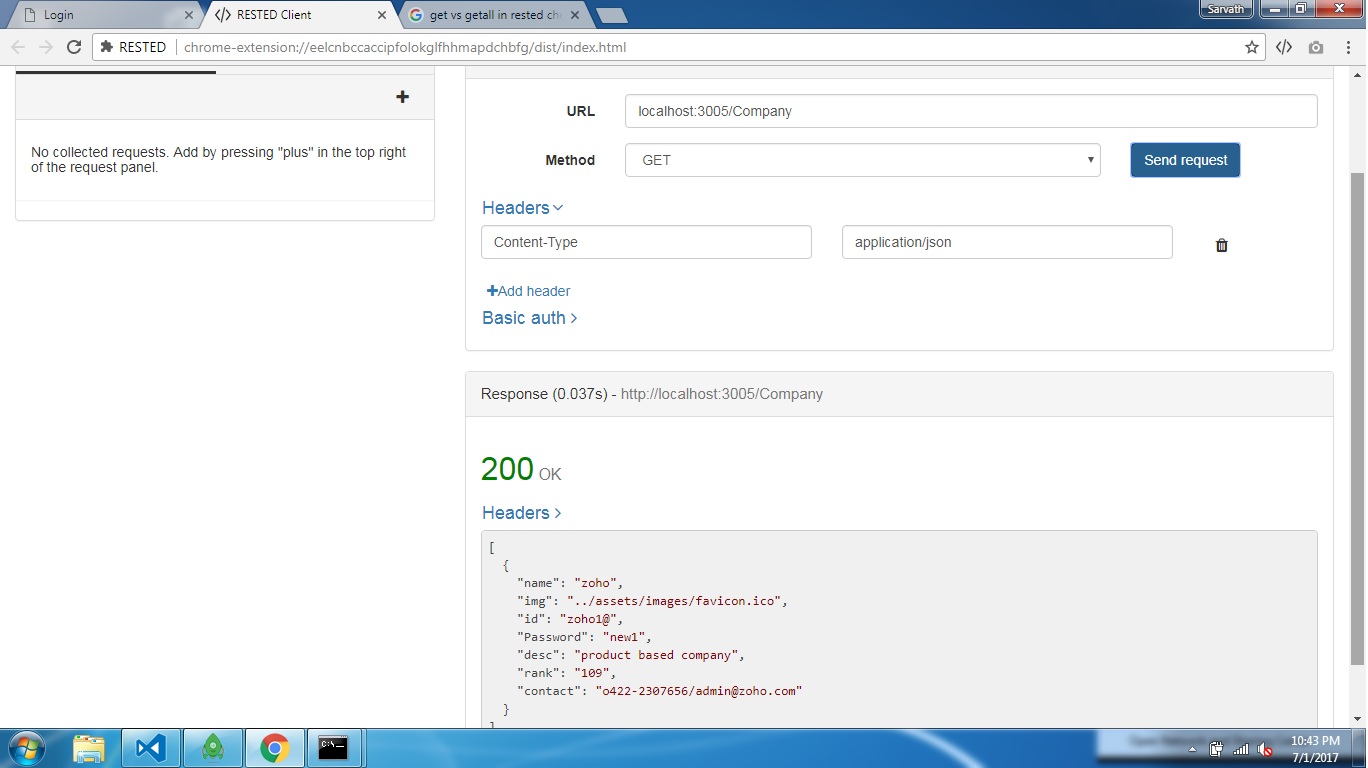 Login
RESTED Client
get vs getall in rested ch
Sarvath
RESTED
chrome-extension://eelcnbccaccipfolokglfhhmapdchbfg/dist/index.html
No collected requests. Add by pressing "plus" in the top right
of the request panel.
URL
localhost:3005/Company
Method
GET
Send request
Headers
Content-Type
application/json
Add header
Basic auth
Response (0.037s) - http://localhost:3005/Company
200 OK
Headers
[
{
"name": "zoho",
"img": "../assets/images/favicon.ico",
"id": "zoho1@",
"Password": "new1",
"desc": "product based company",
"rank": "109",
"contact": "o422-2307656/admin@zoho.com"
}
]
C:\
10:43 PM
7/1/2017